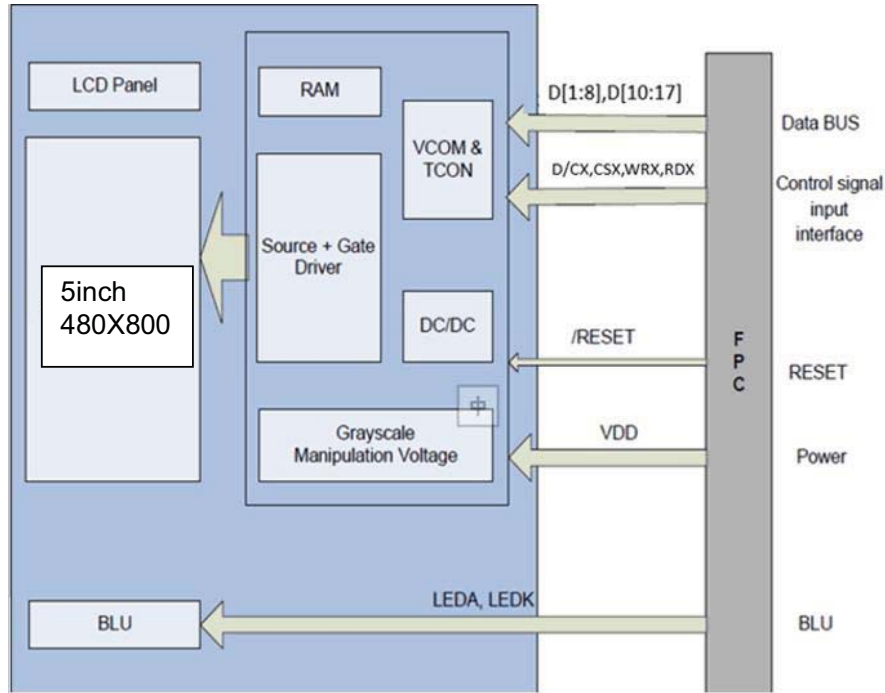 LCD Panel
RAM
VCOM &
TCON
Source + Gate
Driver
5inch
480X800
DC/DC
中
Grayscale
Manipulation Voltage
BLU
D[1:8],D[10:17]
D/CX,CSX,WRX,RDX
/RESET
VDD
LEDA, LEDK
F
P
C
Data BUS
Control signal
input
interface
RESET
Power
BLU